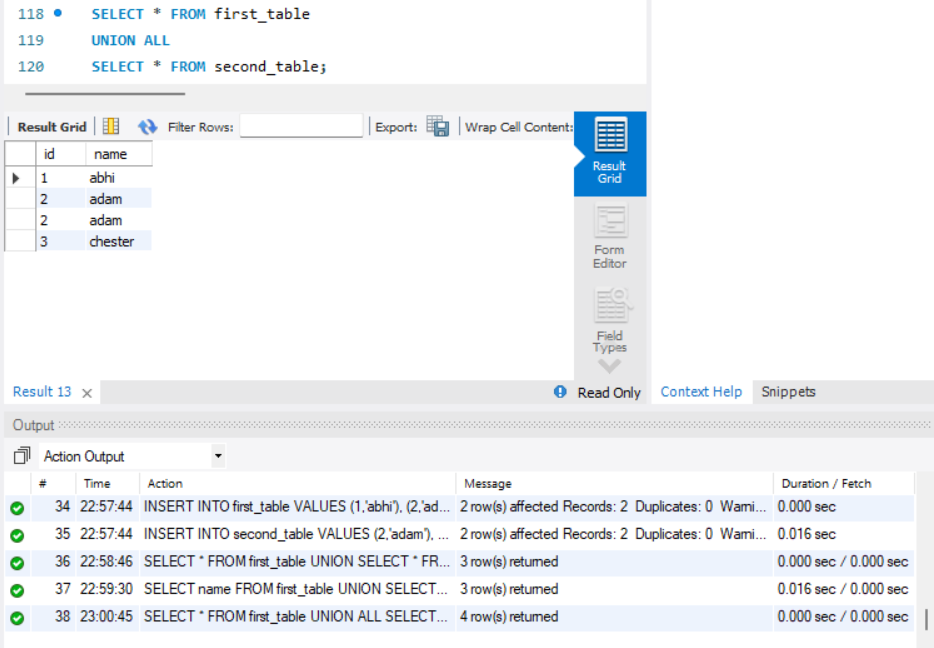 118 SELECT * FROM first_table
119 UNION ALL
120 SELECT * FROM second_table;
Result Grid Filter Rows: Export: Wrap Cell Content:
id name
1 abhi
2 adam
2 adam
3 chester
Result Grid
Form Editor
Field Types
Result 13 Read Only Context Help Snippets
Output
Action Output
# Time Action Message Duration / Fetch
34 22:57:44 INSERT INTO first_table VALUES (1,'abhi'), (2,'ad... 2 row(s) affected Records: 2 Duplicates: 0 Warni... 0.000 sec
35 22:57:44 INSERT INTO second_table VALUES (2,'adam'), ... 2 row(s) affected Records: 2 Duplicates: 0 Warni... 0.016 sec
36 22:58:46 SELECT * FROM first_table UNION SELECT * FR... 3 row(s) returned 0.000 sec / 0.000 sec
37 22:59:30 SELECT name FROM first_table UNION SELECT... 3 row(s) returned 0.016 sec / 0.000 sec
38 23:00:45 SELECT * FROM first_table UNION ALL SELECT... 4 row(s) returned 0.000 sec / 0.000 sec